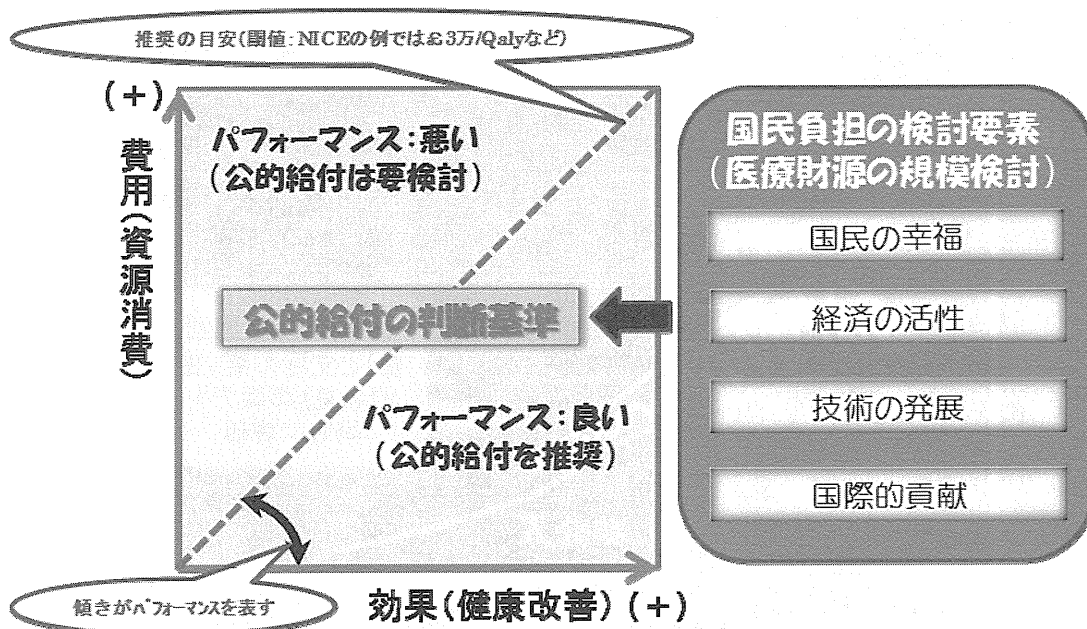 推奨の目安(閾値:NICEの例では£3万/Qalyなど)
(+)
費用(資源消費)
パフォーマンス:悪い
(公的給付は要検討)
公的給付の判断基準
パフォーマンス:良い
(公的給付を推奨)
傾きがパフォーマンスを表す
効果(健康改善)(+)
国民負担の検討要素
(医療財源の規模検討)
国民の幸福
経済の活性
技術の発展
国際的貢献